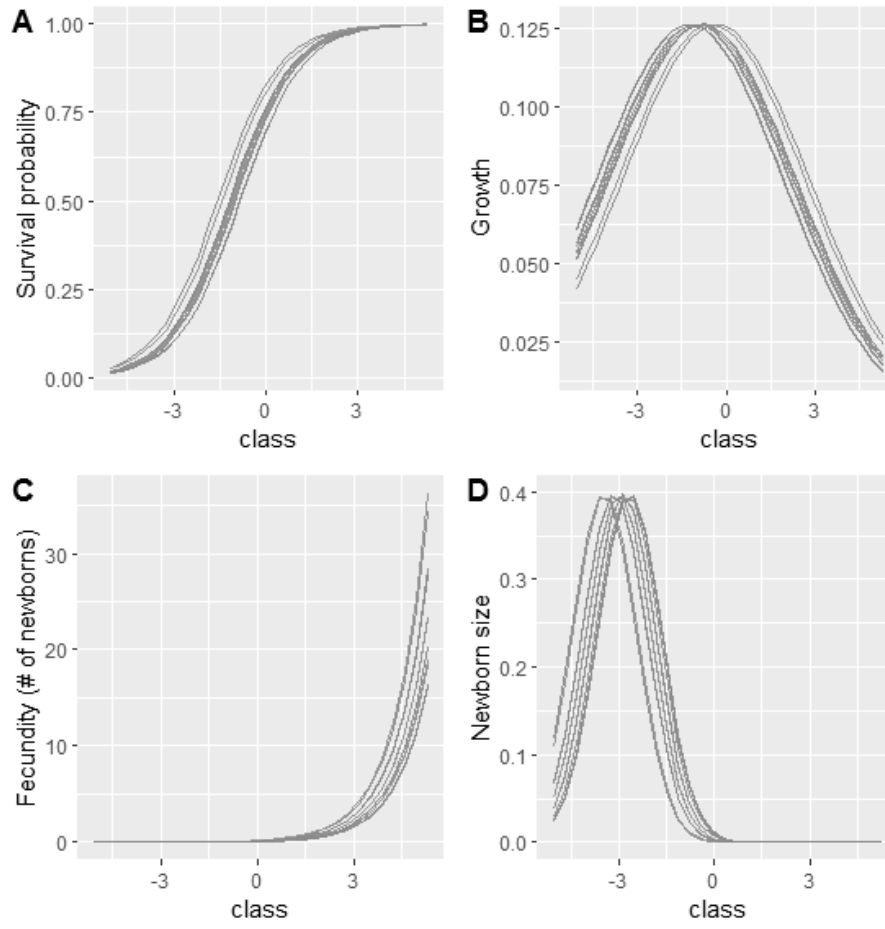 A
Survival probability
1.00
0.75
0.50
0.25
0.00
-3 0 3
class
B
Growth
0.125
0.100
0.075
0.050
0.025
-3 0 3
class
C
Fecundity (# of newborns)
30
20
10
0
-3 0 3
class
D
Newborn size
0.4
0.3
0.2
0.1
0.0
-3 0 3
class